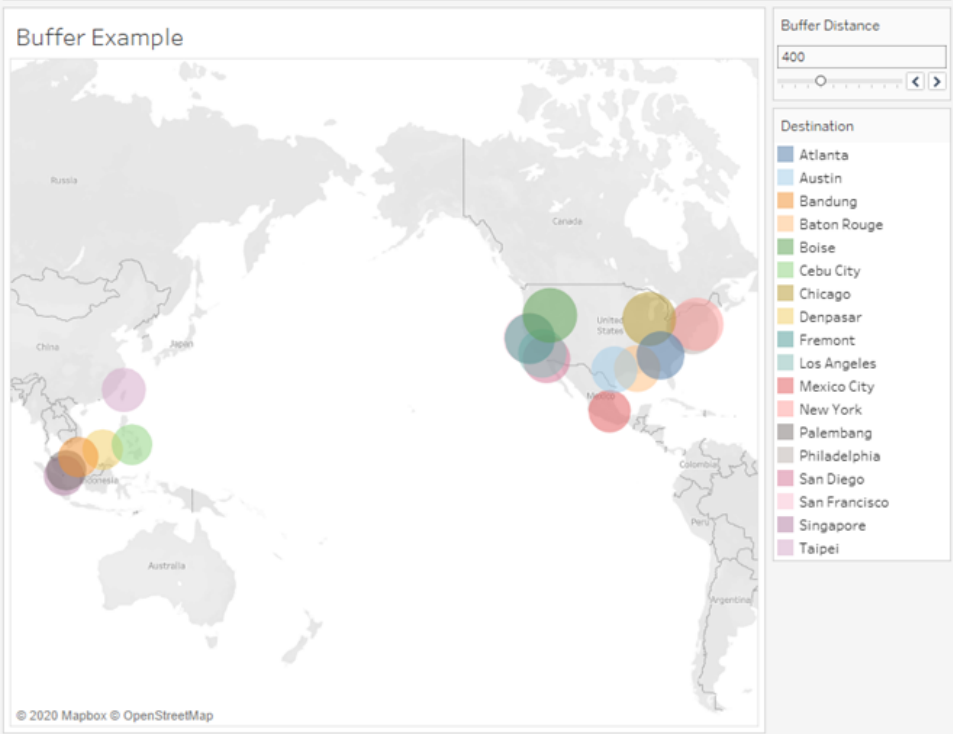 Buffer Example
Russia
Canada
United
States
China
Japan
Mexico
Indonesia
Colombia
Peru
Australia
Argentina
© 2020 Mapbox © OpenStreetMap
Buffer Distance
400
Destination
Atlanta
Austin
Bandung
Baton Rouge
Boise
Cebu City
Chicago
Denpasar
Fremont
Los Angeles
Mexico City
New York
Palembang
Philadelphia
San Diego
San Francisco
Singapore
Taipei